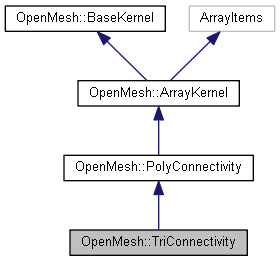 OpenMesh::BaseKernel
ArrayItems
OpenMesh::ArrayKernel
OpenMesh::PolyConnectivity
OpenMesh::TriConnectivity